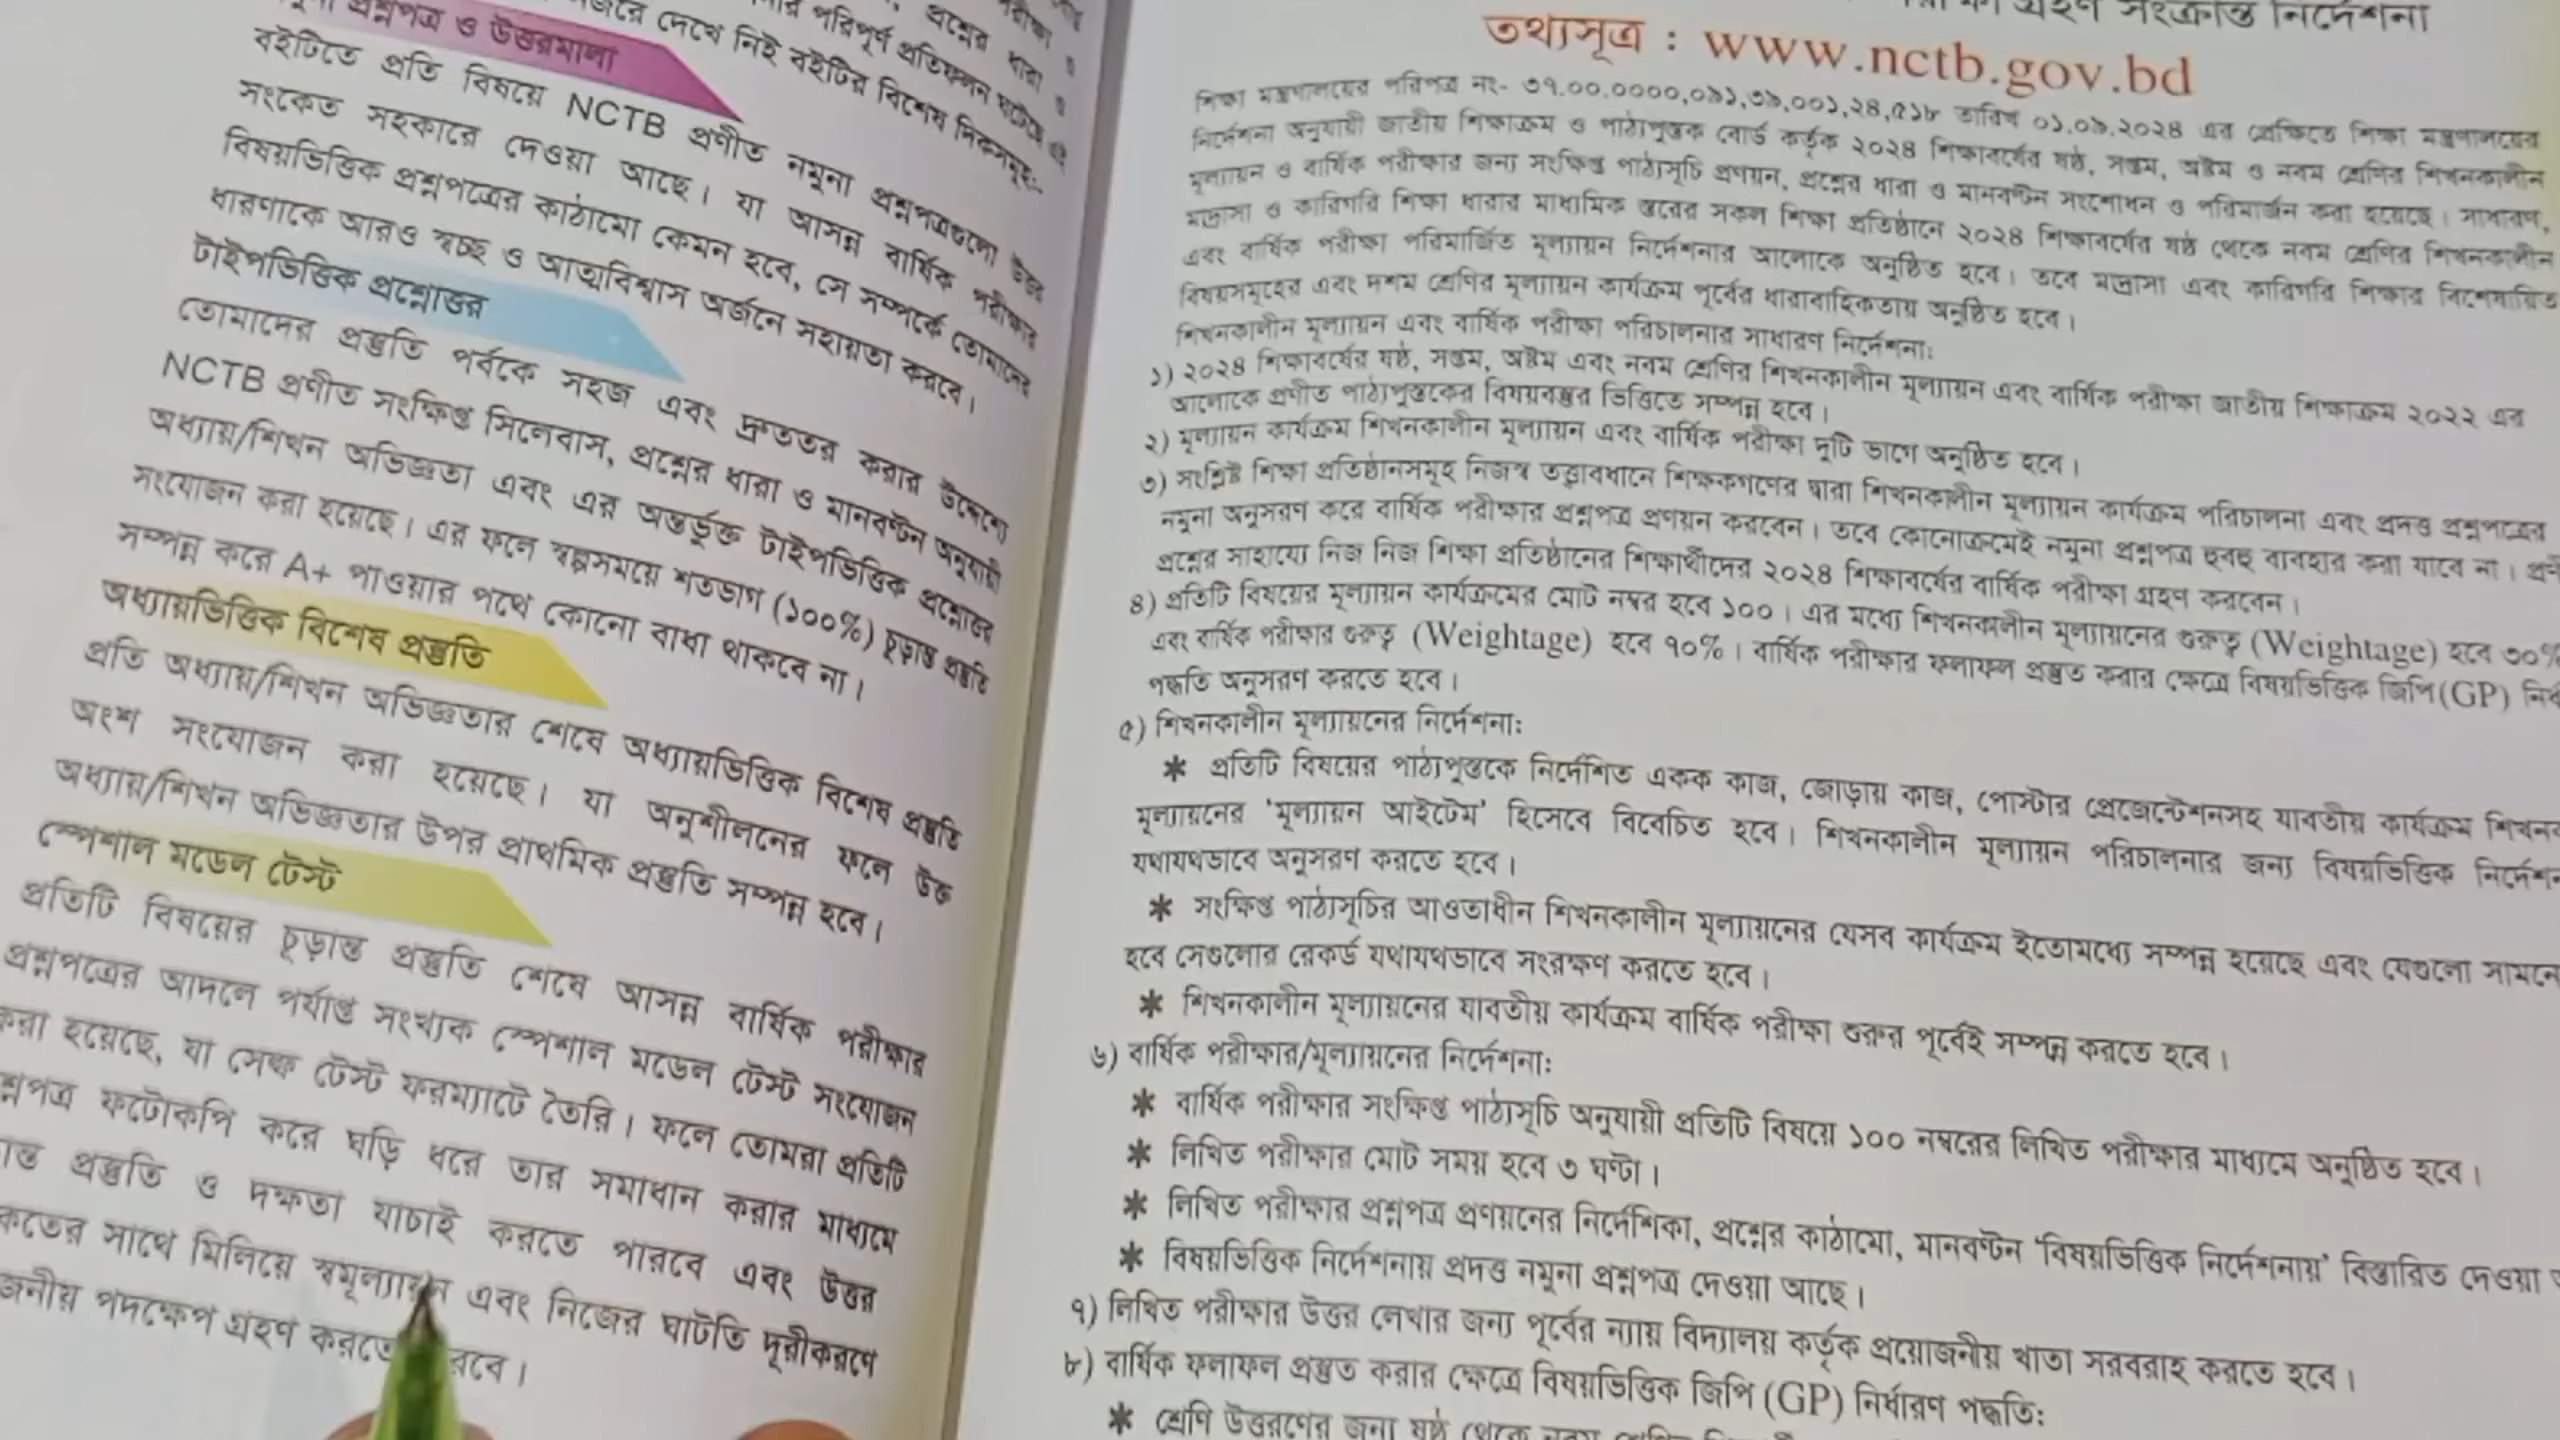 প্রশ্নের ধারা
পরিপূর্ণ প্রতিফলন ঘটেছে এই
দেখে নিই বইটির বিশেষ দিকসমূহ:-
প্রশ্নপত্র ও উত্তরমালা
বইটিতে প্রতি বিষয়ে NCTB প্রণীত নমুনা প্রশ্নপত্রগুলো উত্তর
সংকেত সহকারে দেওয়া আছে। যা আসন্ন বার্ষিক পরীক্ষার
বিষয়ভিত্তিক প্রশ্নপত্রের কাঠামো কেমন হবে, সে সম্পর্কে তোমাদের
ধারণাকে আরও স্বচ্ছ ও আত্মবিশ্বাস অর্জনে সহায়তা করবে।
টাইপভিত্তিক প্রশ্নোত্তর
তোমাদের প্রস্তুতি পর্বকে সহজ এবং দ্রুততর করার উদ্দেশ্যে
NCTB প্রণীত সংক্ষিপ্ত সিলেবাস, প্রশ্নের ধারা ও মানবণ্টন অনুযায়ী
অধ্যায়/শিখন অভিজ্ঞতা এবং এর অন্তর্ভুক্ত টাইপভিত্তিক প্রশ্নোত্তর
সংযোজন করা হয়েছে। এর ফলে স্বল্পসময়ে শতভাগ (১০০%) চূড়ান্ত প্রস্তুতি
সম্পন্ন করে A+ পাওয়ার পথে কোনো বাধা থাকবে না।
অধ্যায়ভিত্তিক বিশেষ প্রস্তুতি
প্রতি অধ্যায়/শিখন অভিজ্ঞতার শেষে অধ্যায়ভিত্তিক বিশেষ প্রস্তুতি
অংশ সংযোজন করা হয়েছে। যা অনুশীলনের ফলে উক্ত
অধ্যায়/শিখন অভিজ্ঞতার উপর প্রাথমিক প্রস্তুতি সম্পন্ন হবে।
স্পেশাল মডেল টেস্ট
প্রতিটি বিষয়ের চূড়ান্ত প্রস্তুতি শেষে আসন্ন বার্ষিক পরীক্ষার
প্রশ্নপত্রের আদলে পর্যাপ্ত সংখ্যক স্পেশাল মডেল টেস্ট সংযোজন
করা হয়েছে, যা সেল্ফ টেস্ট ফরম্যাটে তৈরি। ফলে তোমরা প্রতিটি
শ্নপত্র ফটোকপি করে ঘড়ি ধরে তার সমাধান করার মাধ্যমে
ন্ত প্রস্তুতি ও দক্ষতা যাচাই করতে পারবে এবং উত্তর
কেতের সাথে মিলিয়ে স্বমূল্যায়ন এবং নিজের ঘাটতি দূরীকরণে
জনীয় পদক্ষেপ গ্রহণ করতে রবে।
গ্রহণ সংক্রান্ত নির্দেশনা
তথ্যসূত্র : www.nctb.gov.bd
শিক্ষা মন্ত্রণালয়ের পরিপত্র নং- ৩৭.০০.০০০০,০৯১,৩৯,০০১,২৪,৫১৮ তারিখ ০১.০৯.২০২৪ এর প্রেক্ষিতে শিক্ষা মন্ত্রণালয়ের
নির্দেশনা অনুযায়ী জাতীয় শিক্ষাক্রম ও পাঠ্যপুস্তক বোর্ড কর্তৃক ২০২৪ শিক্ষাবর্ষের ষষ্ঠ, সপ্তম, অষ্টম ও নবম শ্রেণির শিখনকালীন
মূল্যায়ন ও বার্ষিক পরীক্ষার জন্য সংক্ষিপ্ত পাঠ্যসূচি প্রণয়ন, প্রশ্নের ধারা ও মানবণ্টন সংশোধন ও পরিমার্জন করা হয়েছে। সাধারণ,
মাদ্রাসা ও কারিগরি শিক্ষা ধারার মাধ্যমিক স্তরের সকল শিক্ষা প্রতিষ্ঠানে ২০২৪ শিক্ষাবর্ষের ষষ্ঠ থেকে নবম শ্রেণির শিখনকালীন
এবং বার্ষিক পরীক্ষা পরিমার্জিত মূল্যায়ন নির্দেশনার আলোকে অনুষ্ঠিত হবে। তবে মাদ্রাসা এবং কারিগরি শিক্ষার বিশেষায়িত
বিষয়সমূহের এবং দশম শ্রেণির মূল্যায়ন কার্যক্রম পূর্বের ধারাবাহিকতায় অনুষ্ঠিত হবে।
শিখনকালীন মূল্যায়ন এবং বার্ষিক পরীক্ষা পরিচালনার সাধারণ নির্দেশনা:
১) ২০২৪ শিক্ষাবর্ষের ষষ্ঠ, সপ্তম, অষ্টম এবং নবম শ্রেণির শিখনকালীন মূল্যায়ন এবং বার্ষিক পরীক্ষা জাতীয় শিক্ষাক্রম ২০২২ এর
আলোকে প্রণীত পাঠ্যপুস্তকের বিষয়বস্তুর ভিত্তিতে সম্পন্ন হবে।
২) মূল্যায়ন কার্যক্রম শিখনকালীন মূল্যায়ন এবং বার্ষিক পরীক্ষা দুটি ভাগে অনুষ্ঠিত হবে।
৩) সংশ্লিষ্ট শিক্ষা প্রতিষ্ঠানসমূহ নিজস্ব তত্ত্বাবধানে শিক্ষকগণের দ্বারা শিখনকালীন মূল্যায়ন কার্যক্রম পরিচালনা এবং প্রদত্ত প্রশ্নপত্রের
নমুনা অনুসরণ করে বার্ষিক পরীক্ষার প্রশ্নপত্র প্রণয়ন করবেন। তবে কোনোক্রমেই নমুনা প্রশ্নপত্র হুবহু ব্যবহার করা যাবে না।
প্রশ্নের সাহায্যে নিজ নিজ শিক্ষা প্রতিষ্ঠানের শিক্ষার্থীদের ২০২৪ শিক্ষাবর্ষের বার্ষিক পরীক্ষা গ্রহণ করবেন।
৪) প্রতিটি বিষয়ের মূল্যায়ন কার্যক্রমের মোট নম্বর হবে ১০০। এর মধ্যে শিখনকালীন মূল্যায়নের গুরুত্ব (Weightage) হবে ৩০%
এবং বার্ষিক পরীক্ষার গুরুত্ব (Weightage) হবে ৭০%। বার্ষিক পরীক্ষার ফলাফল প্রস্তুত করার ক্ষেত্রে বিষয়ভিত্তিক জিপি(GP) নির্ধ
পদ্ধতি অনুসরণ করতে হবে।
৫) শিখনকালীন মূল্যায়নের নির্দেশনা:
* প্রতিটি বিষয়ের পাঠ্যপুস্তকে নির্দেশিত একক কাজ, জোড়ায় কাজ, পোস্টার প্রেজেন্টেশনসহ যাবতীয় কার্যক্রম শিখনক
মূল্যায়নের ‘মূল্যায়ন আইটেম’ হিসেবে বিবেচিত হবে। শিখনকালীন মূল্যায়ন পরিচালনার জন্য বিষয়ভিত্তিক নির্দেশন
যথাযথভাবে অনুসরণ করতে হবে।
* সংক্ষিপ্ত পাঠ্যসূচির আওতাধীন শিখনকালীন মূল্যায়নের যেসব কার্যক্রম ইতোমধ্যে সম্পন্ন হয়েছে এবং যেগুলো সামনে
হবে সেগুলোর রেকর্ড যথাযথভাবে সংরক্ষণ করতে হবে।
* শিখনকালীন মূল্যায়নের যাবতীয় কার্যক্রম বার্ষিক পরীক্ষা শুরুর পূর্বেই সম্পন্ন করতে হবে।
৬) বার্ষিক পরীক্ষার/মূল্যায়নের নির্দেশনা:
* বার্ষিক পরীক্ষার সংক্ষিপ্ত পাঠ্যসূচি অনুযায়ী প্রতিটি বিষয়ে ১০০ নম্বরের লিখিত পরীক্ষার মাধ্যমে অনুষ্ঠিত হবে।
* লিখিত পরীক্ষার মোট সময় হবে ৩ ঘণ্টা।
* লিখিত পরীক্ষার প্রশ্নপত্র প্রণয়নের নির্দেশিকা, প্রশ্নের কাঠামো, মানবণ্টন ‘বিষয়ভিত্তিক নির্দেশনায়’ বিস্তারিত দেওয়া
* বিষয়ভিত্তিক নির্দেশনায় প্রদত্ত নমুনা প্রশ্নপত্র দেওয়া আছে।
৭) লিখিত পরীক্ষার উত্তর লেখার জন্য পূর্বের ন্যায় বিদ্যালয় কর্তৃক প্রয়োজনীয় খাতা সরবরাহ করতে হবে।
৮) বার্ষিক ফলাফল প্রস্তুত করার ক্ষেত্রে বিষয়ভিত্তিক জিপি (GP) নির্ধারণ পদ্ধতি:
* শ্রেণি উত্তরণের জন্য ষষ্ঠ থেকে নবম